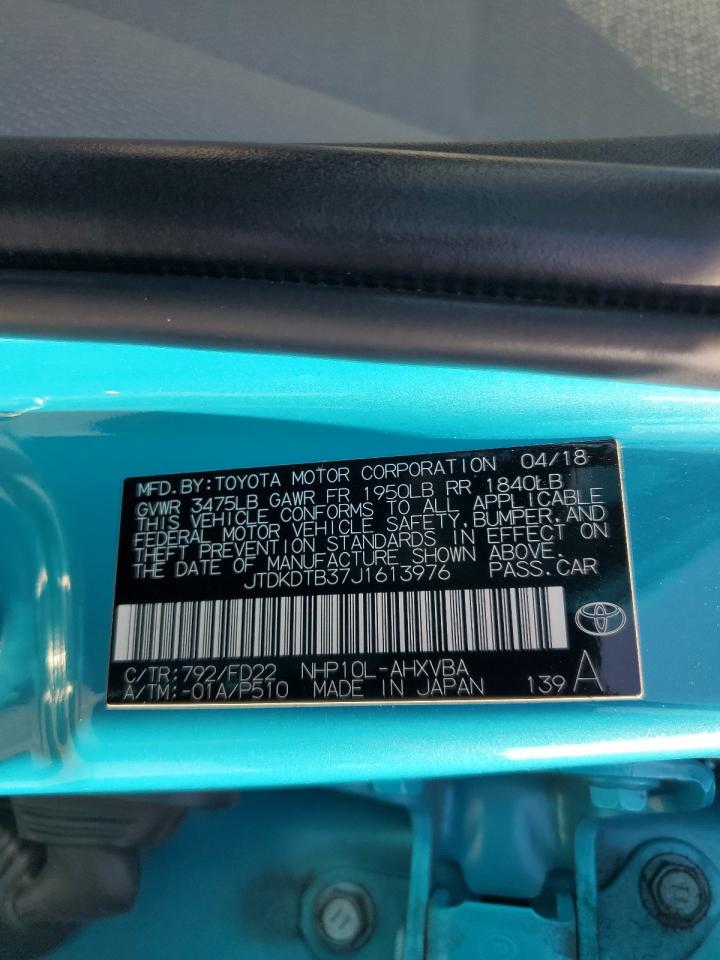 MFD.BY:TOYOTA MOTOR CORPORATION 04/18
GVWR 3475LB GAWR FR 1950LB RR 1840LB
THIS VEHICLE CONFORMS TO ALL APPLICABLE
FEDERAL MOTOR VEHICLE SAFETY,BUMPER,AND
THEFT PREVENTION STANDARDS IN EFFECT ON
THE DATE OF MANUFACTURE SHOWN ABOVE.
JTDKDTB37J1613976 PASS.CAR
C/TR:792/FD22 NHP10L-AHXVBA
A/TM:-01A/P510 MADE IN JAPAN 139 A